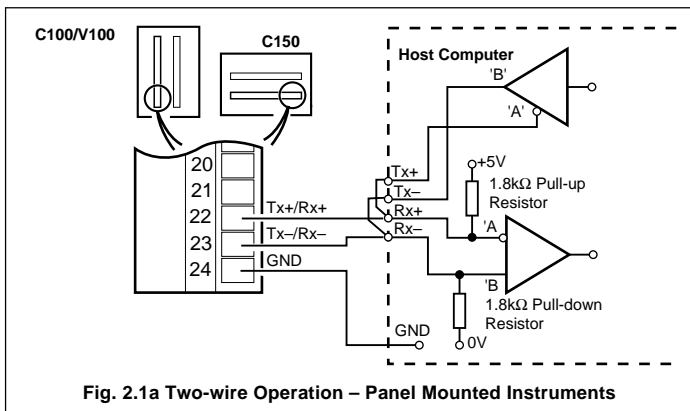 C100/V100
C150
Host Computer
'B'
'A'
+5V
20
21
22
23
24
Tx+/Rx+
Tx–/Rx–
GND
Tx+
Tx–
Rx+
Rx–
1.8kΩ Pull-up
Resistor
'A
'B
1.8kΩ Pull-down
Resistor
GND
0V
Fig. 2.1a Two-wire Operation – Panel Mounted Instruments